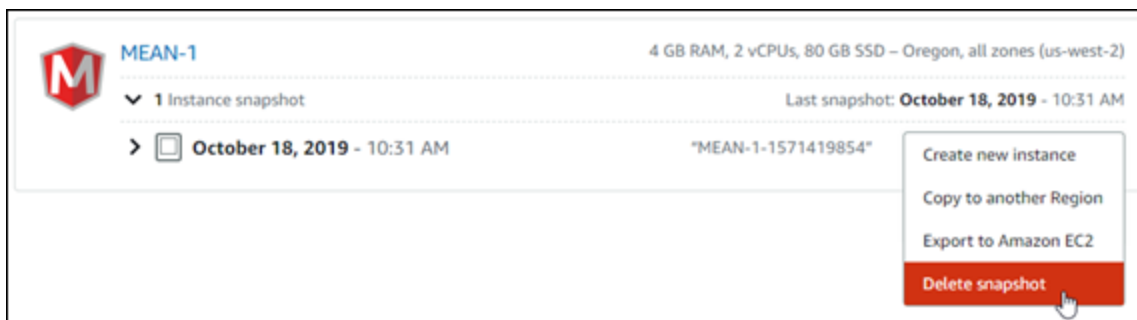 M
MEAN-1
4 GB RAM, 2 vCPUs, 80 GB SSD – Oregon, all zones (us-west-2)
1 Instance snapshot
Last snapshot: October 18, 2019 - 10:31 AM
October 18, 2019 - 10:31 AM
"MEAN-1-1571419854"
Create new instance
Copy to another Region
Export to Amazon EC2
Delete snapshot